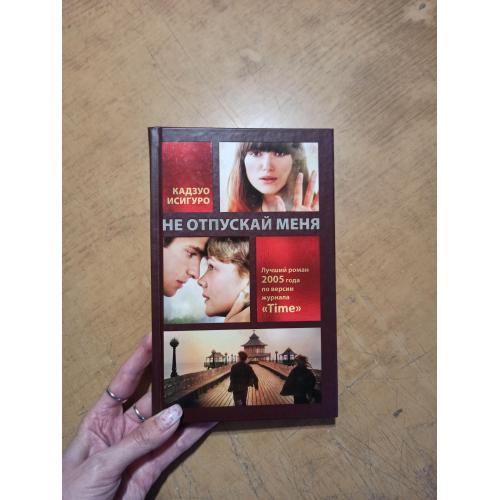 КАДЗУО
ИСИГУРО
НЕ ОТПУСКАЙ МЕНЯ
Лучший роман
2005 года
по версии
журнала
«Time»